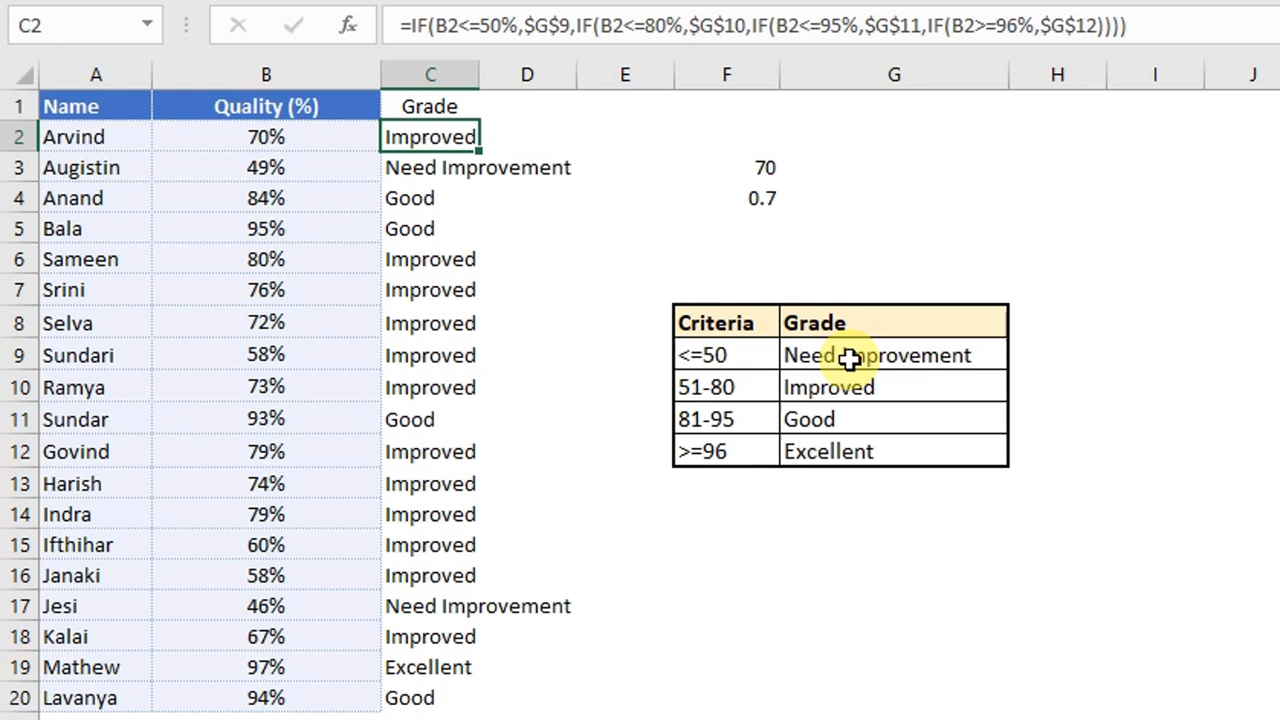 C2 fx =IF(B2<=50%,$G$9,IF(B2<=80%,$G$10,IF(B2<=95%,$G$11,IF(B2>=96%,$G$12))))
A B C D E F G H I J
1 Name Quality (%) Grade
2 Arvind 70% Improved
3 Augistin 49% Need Improvement 70
4 Anand 84% Good 0.7
5 Bala 95% Good
6 Sameen 80% Improved
7 Srini 76% Improved
8 Selva 72% Improved Criteria Grade
9 Sundari 58% Improved <=50 Need Improvement
10 Ramya 73% Improved 51-80 Improved
11 Sundar 93% Good 81-95 Good
12 Govind 79% Improved >=96 Excellent
13 Harish 74% Improved
14 Indra 79% Improved
15 Ifthihar 60% Improved
16 Janaki 58% Improved
17 Jesi 46% Need Improvement
18 Kalai 67% Improved
19 Mathew 97% Excellent
20 Lavanya 94% Good